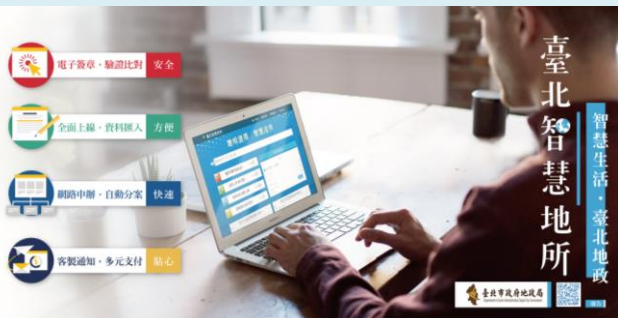 電子簽章・驗證比對 安全
全面上線・資料匯入 方便
網路申辦・自動分案 快速
客製通知・多元支付 貼心
臺北智慧地所
智慧生活・臺北地政
臺北市政府地政局